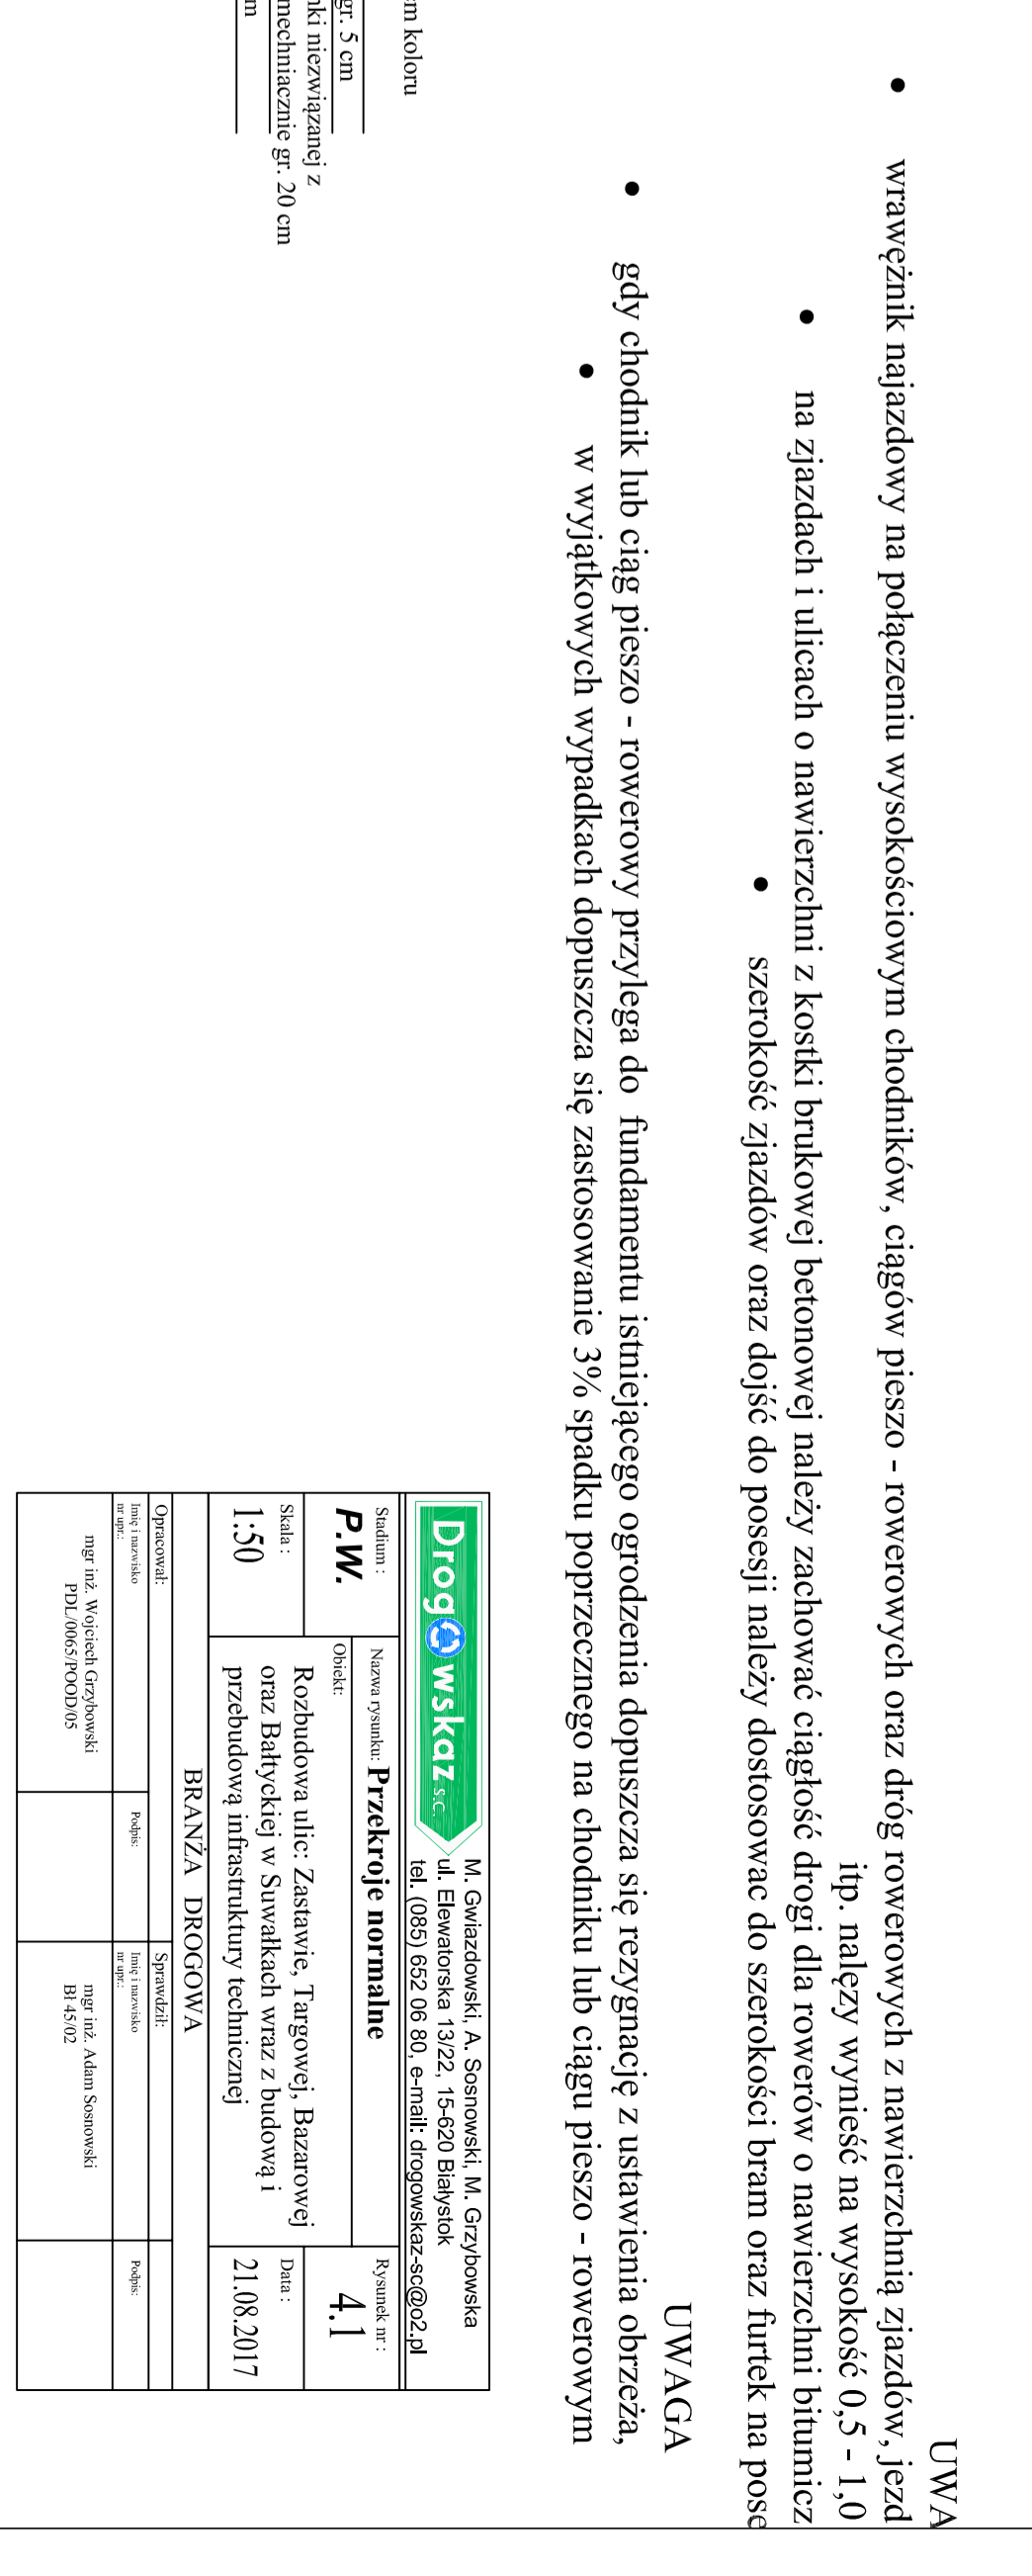 UWA
• wrawężnik najazdowy na połączeniu wysokościowym chodników, ciągów pieszo - rowerowych oraz dróg rowerowych z nawierzchnią zjazdów, jezd
itp. nalęzy wynieść na wysokość 0,5 - 1,0
• na zjazdach i ulicach o nawierzchni z kostki brukowej betonowej należy zachować ciągłość drogi dla rowerów o nawierzchni bitumicz
• szerokość zjazdów oraz dojść do posesji należy dostosowac do szerokości bram oraz furtek na pose
UWAGA
• gdy chodnik lub ciąg pieszo - rowerowy przylega do fundamentu istniejącego ogrodzenia dopuszcza się rezygnację z ustawienia obrzeża,
• w wyjątkowych wypadkach dopuszcza się zastosowanie 3% spadku poprzecznego na chodniku lub ciągu pieszo - rowerowym
m koloru
gr. 5 cm
nki niezwiązanej z
mechniacznie gr. 20 cm
m
Drogowskaz s.c.
M. Gwiazdowski, A. Sosnowski, M. Grzybowska
ul. Elewatorska 13/22, 15-620 Białystok
tel. (085) 652 06 80, e-mail: drogowskaz-sc@o2.pl
Stadium :
P.W.
Nazwa rysunku: Przekroje normalne
Rysunek nr :
4.1
Obiekt:
Rozbudowa ulic: Zastawie, Targowej, Bazarowej
oraz Bałtyckiej w Suwałkach wraz z budową i
przebudową infrastruktury technicznej
Skala :
1:50
Data :
21.08.2017
BRANŻA DROGOWA
Opracował:
Sprawdził:
Imię i nazwisko
nr upr.:
Podpis:
Imię i nazwisko
nr upr.:
Podpis:
mgr inż. Wojciech Grzybowski
PDL/0065/POOD/05
mgr inż. Adam Sosnowski
Bł 45/02